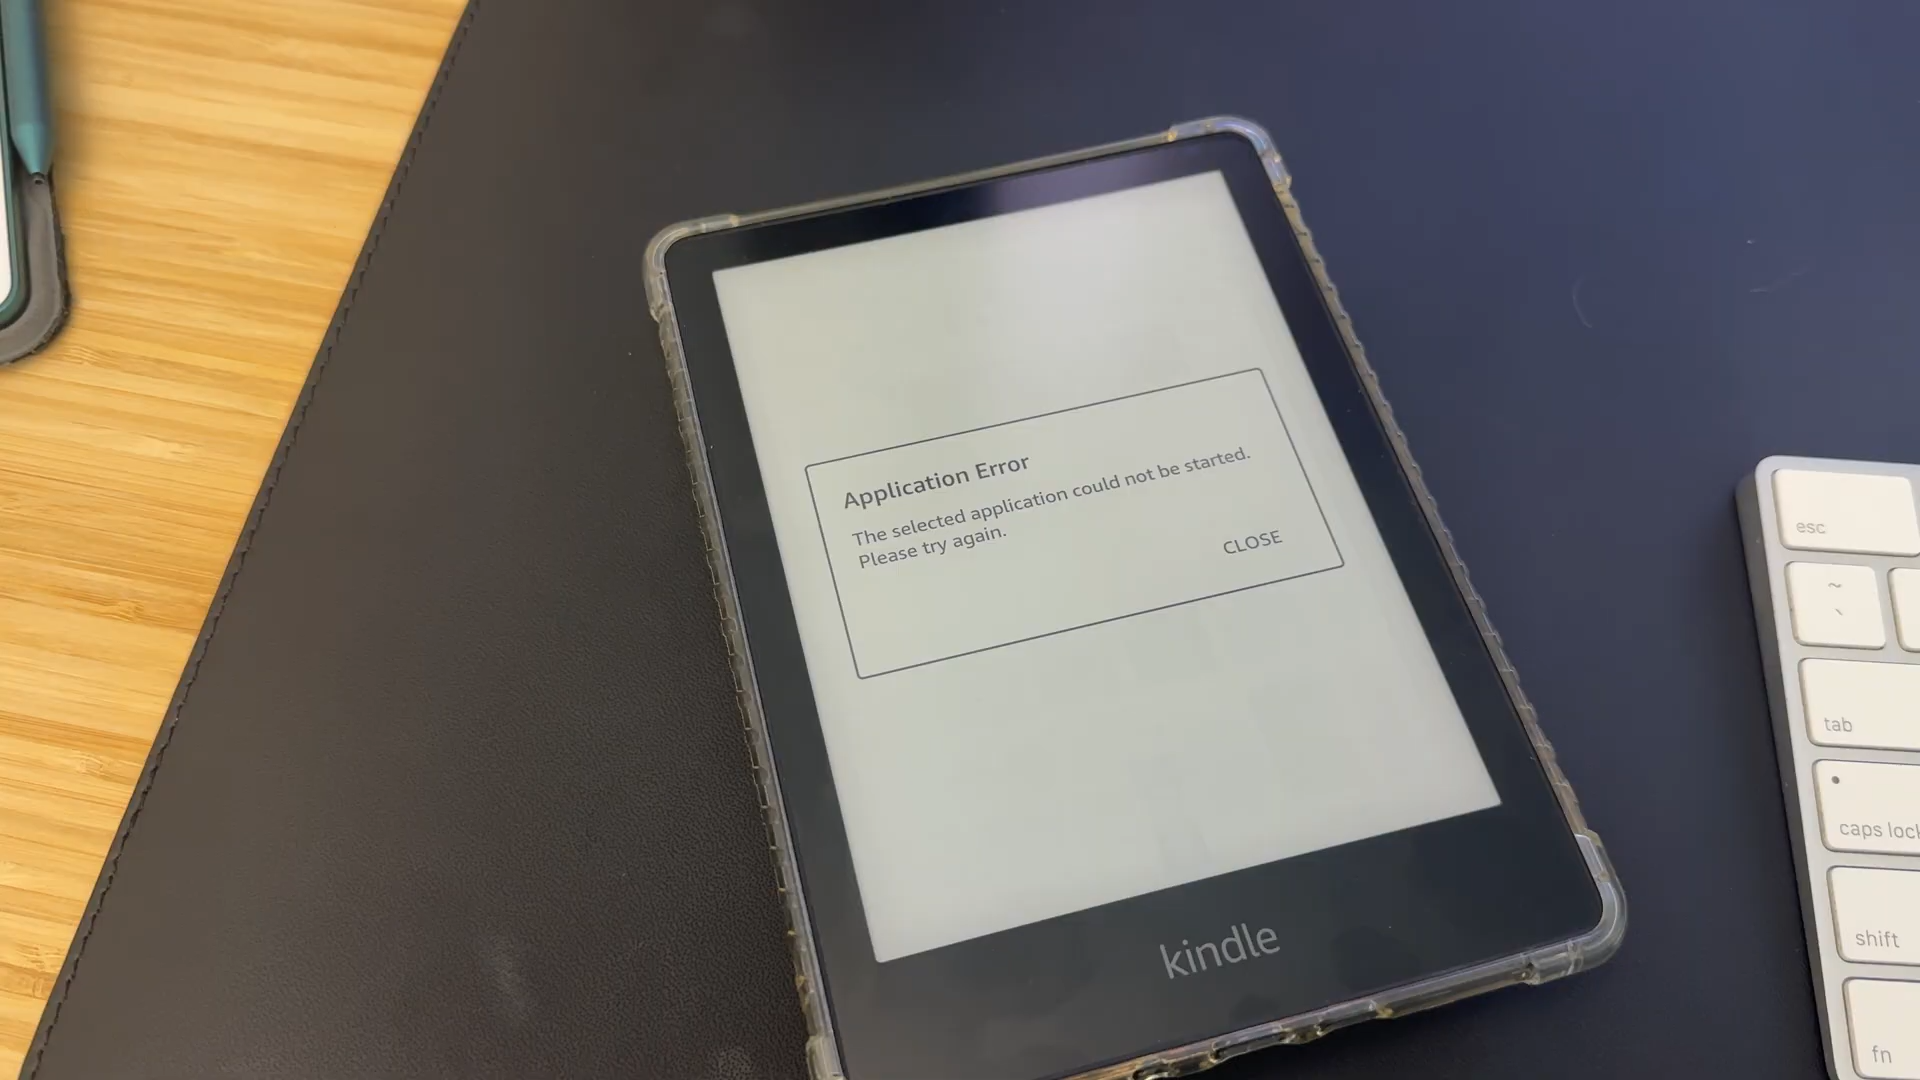 Application Error
The selected application could not be started.
Please try again.
CLOSE
kindle
esc
~
`
tab
caps lock
shift
fn